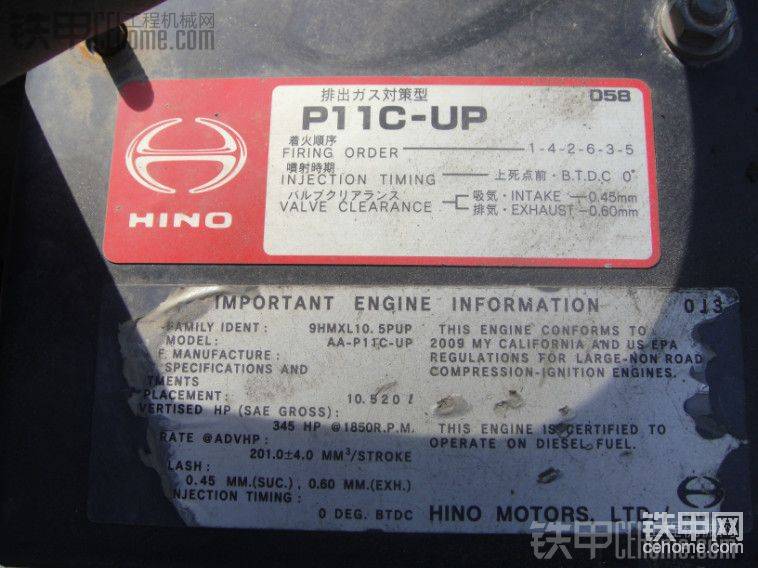 铁甲工程机械网
cehome.com
排出ガス対策型
058
P11C-UP
着火順序
FIRING ORDER 1-4-2-6-3-5
噴射時期
INJECTION TIMING 上死点前・B.T.D.C 0°
バルブクリアランス
VALVE CLEARANCE
吸気・INTAKE 0.45mm
排気・EXHAUST 0.60mm
HINO
IMPORTANT ENGINE INFORMATION
013
FAMILY IDENT: 9HMXL10.5PUP
MODEL: AA-P11C-UP
F. MANUFACTURE:
SPECIFICATIONS AND
TMENTS
PLACEMENT: 10.520 ℓ
VERTISED HP (SAE GROSS):
345 HP @1850R.P.M.
RATE @ADVHP:
201.0±4.0 MM³/STROKE
LASH:
0.45 MM.(SUC.), 0.60 MM.(EXH.)
NJECTION TIMING:
0 DEG. BTDC
THIS ENGINE CONFORMS TO
2009 MY CALIFORNIA AND US EPA
REGULATIONS FOR LARGE-NON ROAD
COMPRESSION-IGNITION ENGINES.
THIS ENGINE IS CERTIFIED TO
OPERATE ON DIESEL FUEL.
HINO MOTORS, LTD.
铁甲网
cehome.com